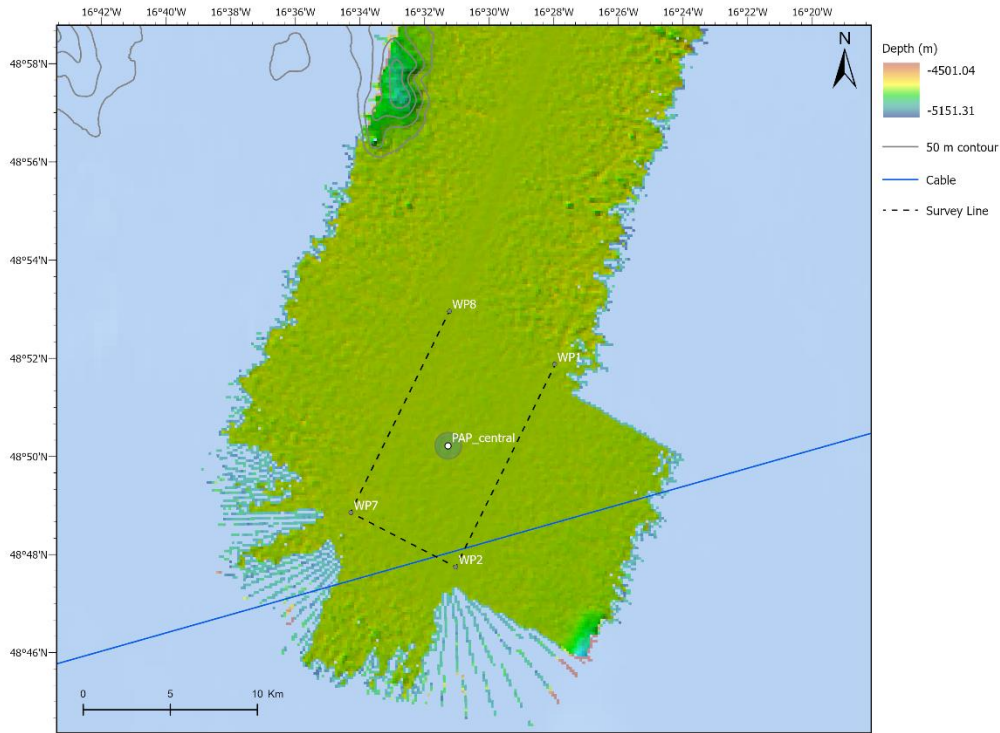 16°42'W 16°40'W 16°38'W 16°35'W 16°34'W 16°31'W 16°30'W 16°28'W 16°26'W 16°24'W 16°22'W 16°20'W
48°58'N
48°56'N
48°54'N
48°52'N
48°50'N
48°48'N
48°46'N
N
WP8
WP1
PAP_central
WP7
WP2
0 5 10 Km
Depth (m)
-4501.04
-5151.31
50 m contour
Cable
Survey Line